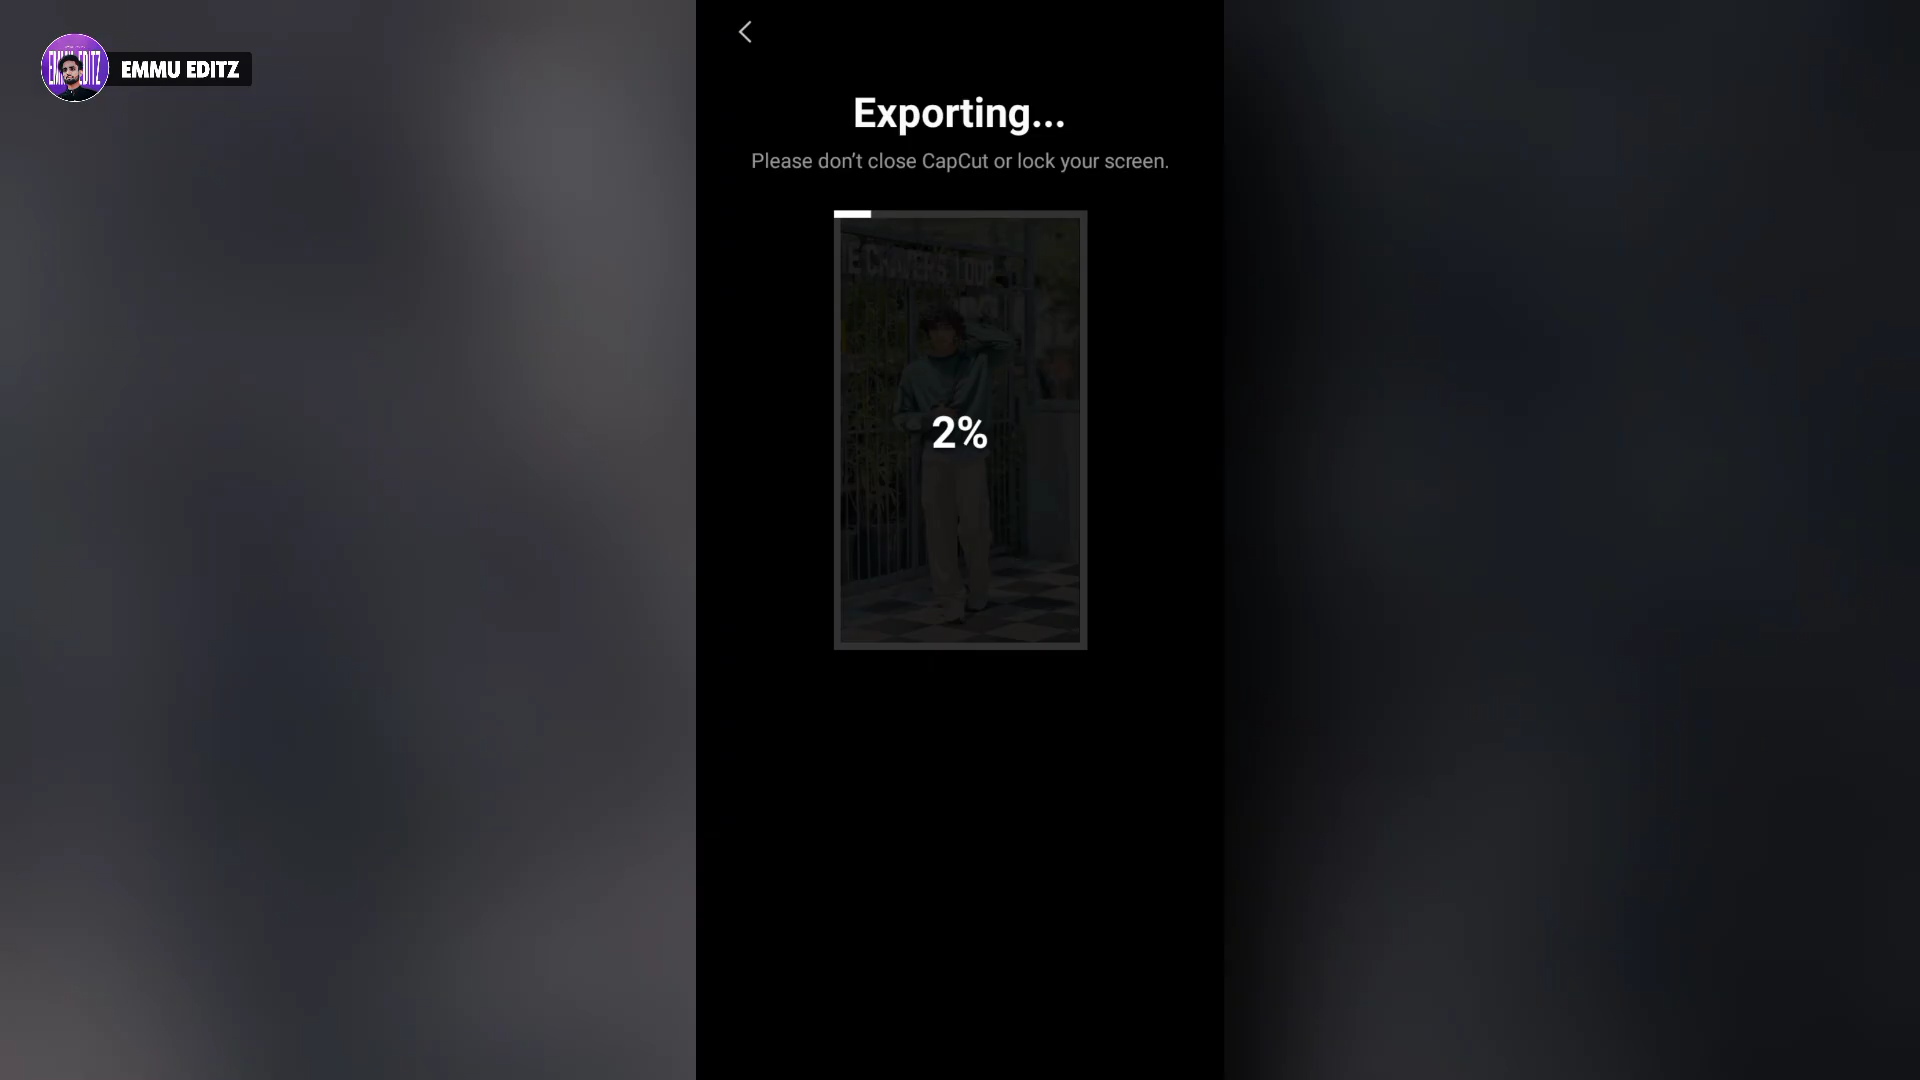 EMMU EDITZ
Exporting...
Please don’t close CapCut or lock your screen.
2%